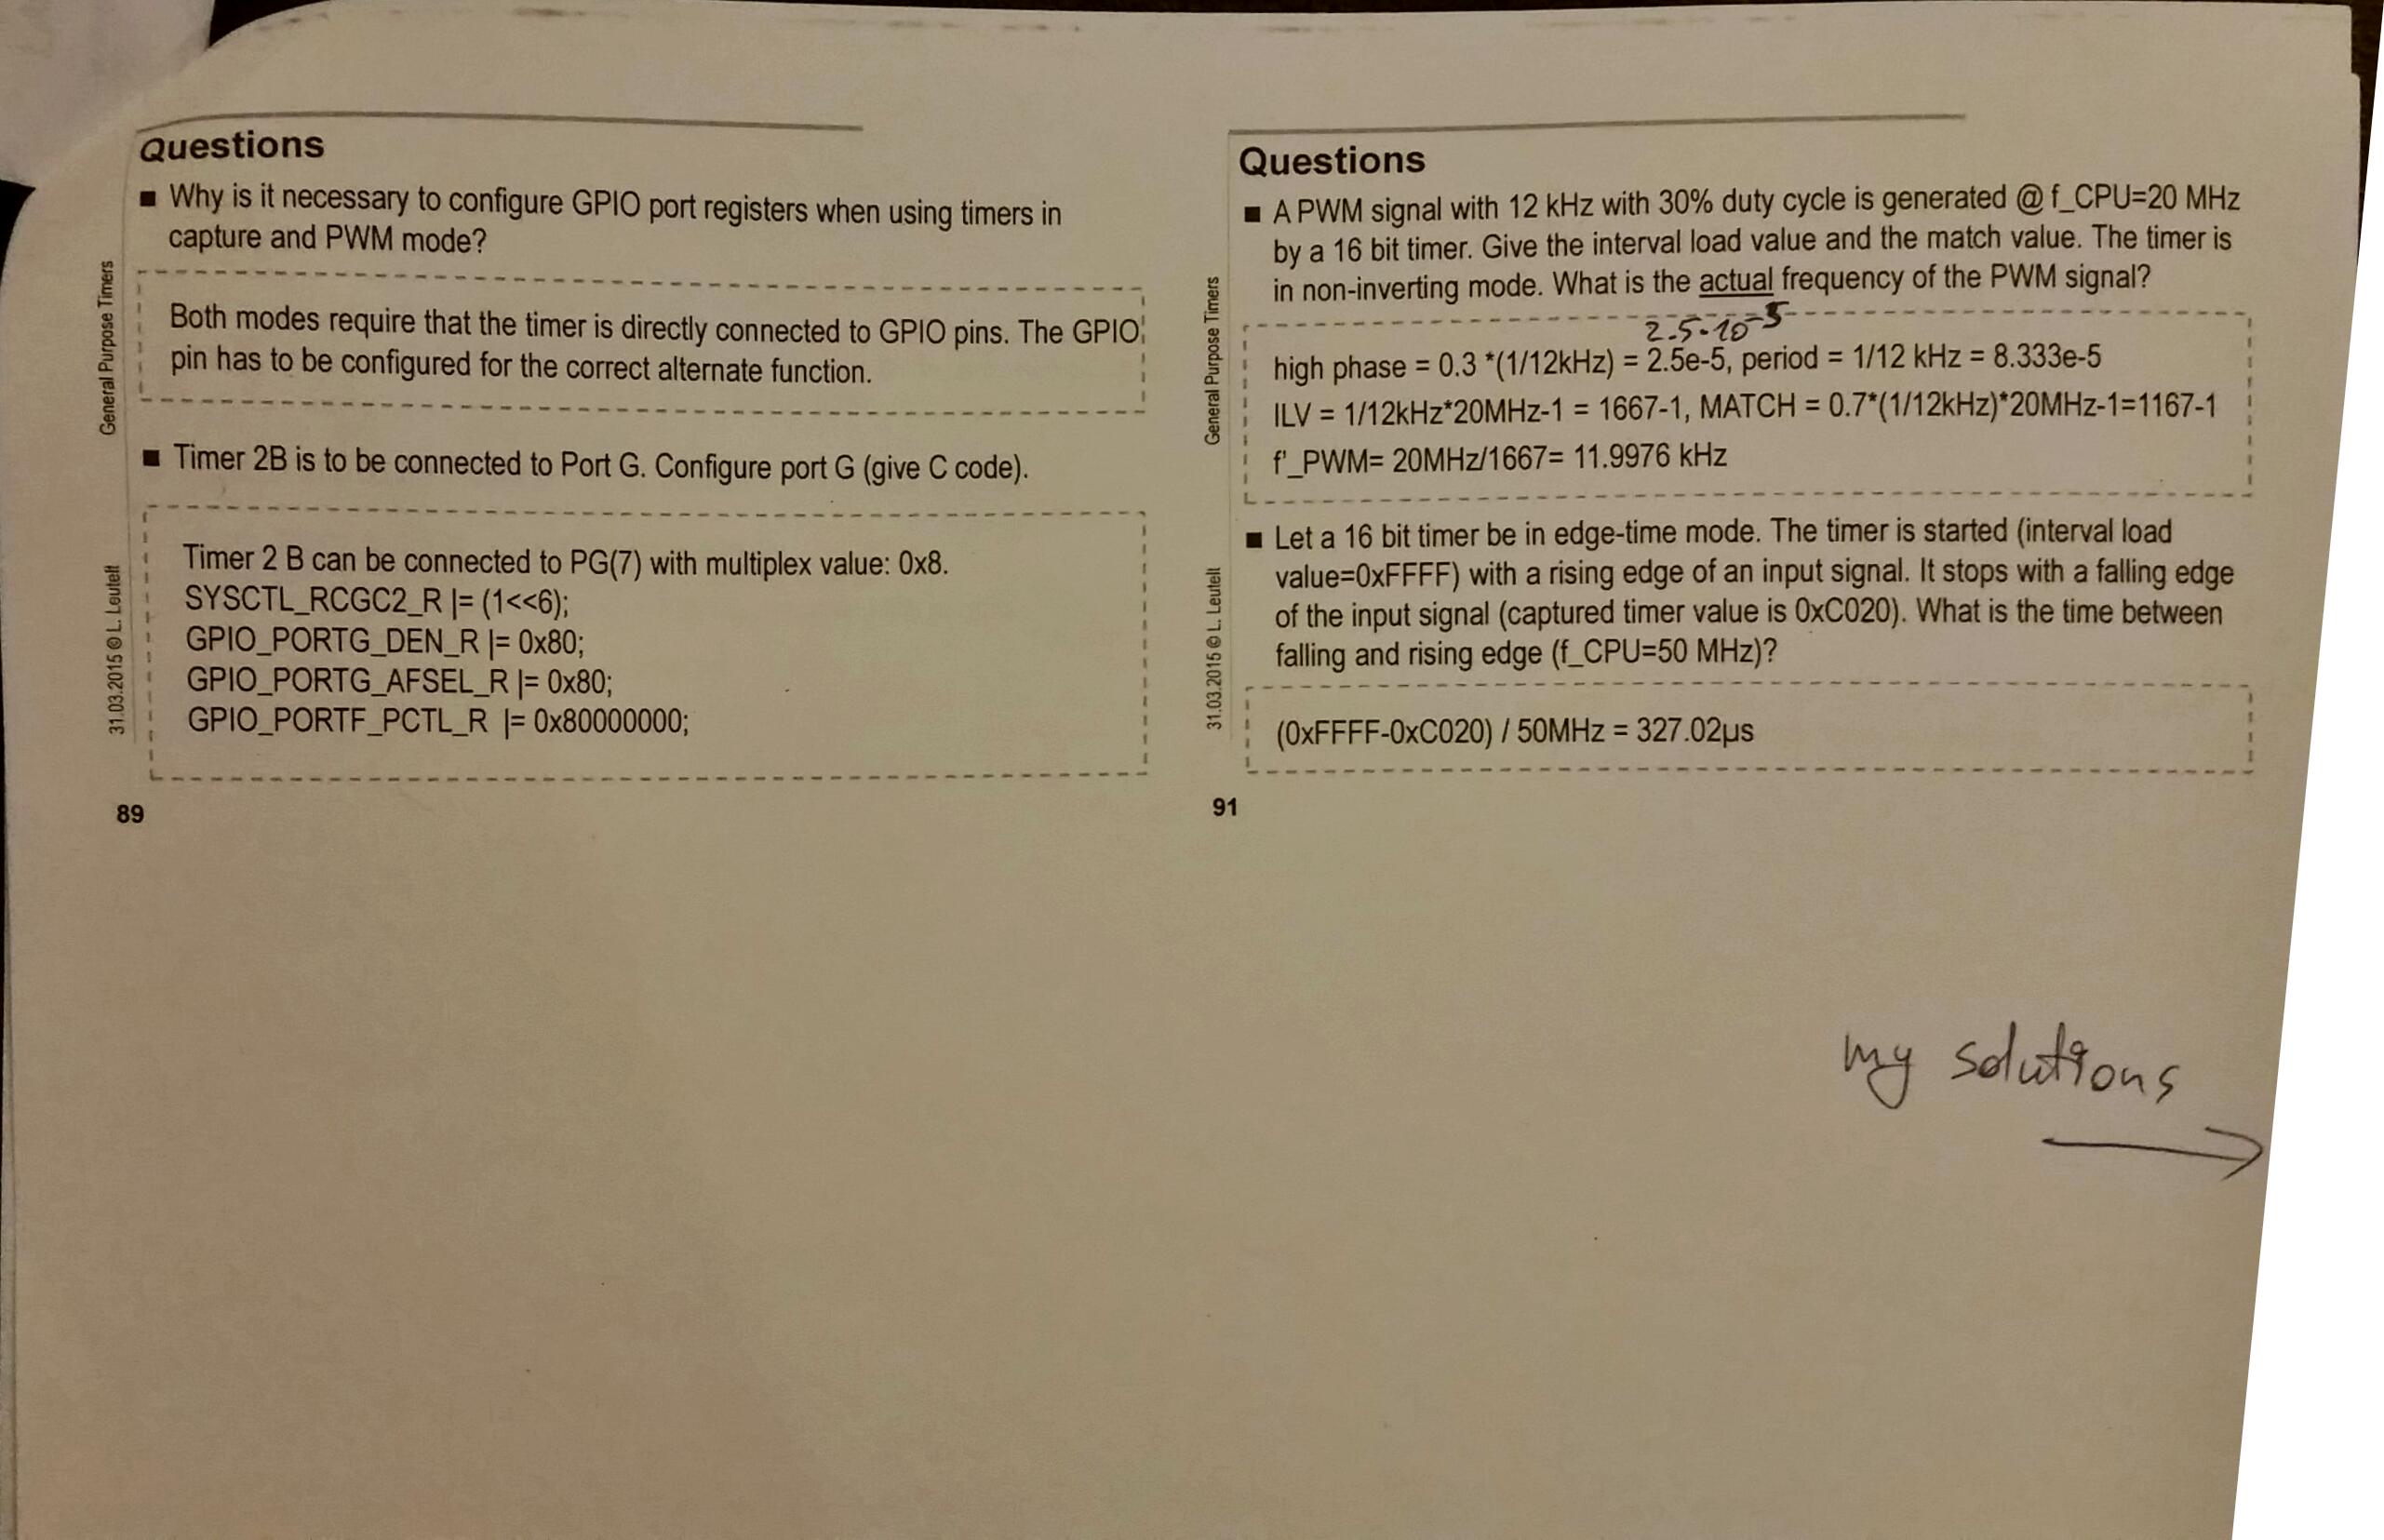 Questions
■ Why is it necessary to configure GPIO port registers when using timers in
capture and PWM mode?
Both modes require that the timer is directly connected to GPIO pins. The GPIO
pin has to be configured for the correct alternate function.
■ Timer 2B is to be connected to Port G. Configure port G (give C code).
Timer 2 B can be connected to PG(7) with multiplex value: 0x8.
SYSCTL_RCGC2_R |= (1<<6);
GPIO_PORTG_DEN_R |= 0x80;
GPIO_PORTG_AFSEL_R |= 0x80;
GPIO_PORTF_PCTL_R |= 0x80000000;
General Purpose Timers
31.03.2015 © L. Leutelt
89
Questions
■ A PWM signal with 12 kHz with 30% duty cycle is generated @ f_CPU=20 MHz
by a 16 bit timer. Give the interval load value and the match value. The timer is
in non-inverting mode. What is the actual frequency of the PWM signal?
2.5·10⁻⁵
high phase = 0.3 *(1/12kHz) = 2.5e-5, period = 1/12 kHz = 8.333e-5
ILV = 1/12kHz*20MHz-1 = 1667-1, MATCH = 0.7*(1/12kHz)*20MHz-1=1167-1
f'_PWM= 20MHz/1667= 11.9976 kHz
■ Let a 16 bit timer be in edge-time mode. The timer is started (interval load
value=0xFFFF) with a rising edge of an input signal. It stops with a falling edge
of the input signal (captured timer value is 0xC020). What is the time between
falling and rising edge (f_CPU=50 MHz)?
(0xFFFF-0xC020) / 50MHz = 327.02µs
General Purpose Timers
31.03.2015 © L. Leutelt
91
my solutions
→